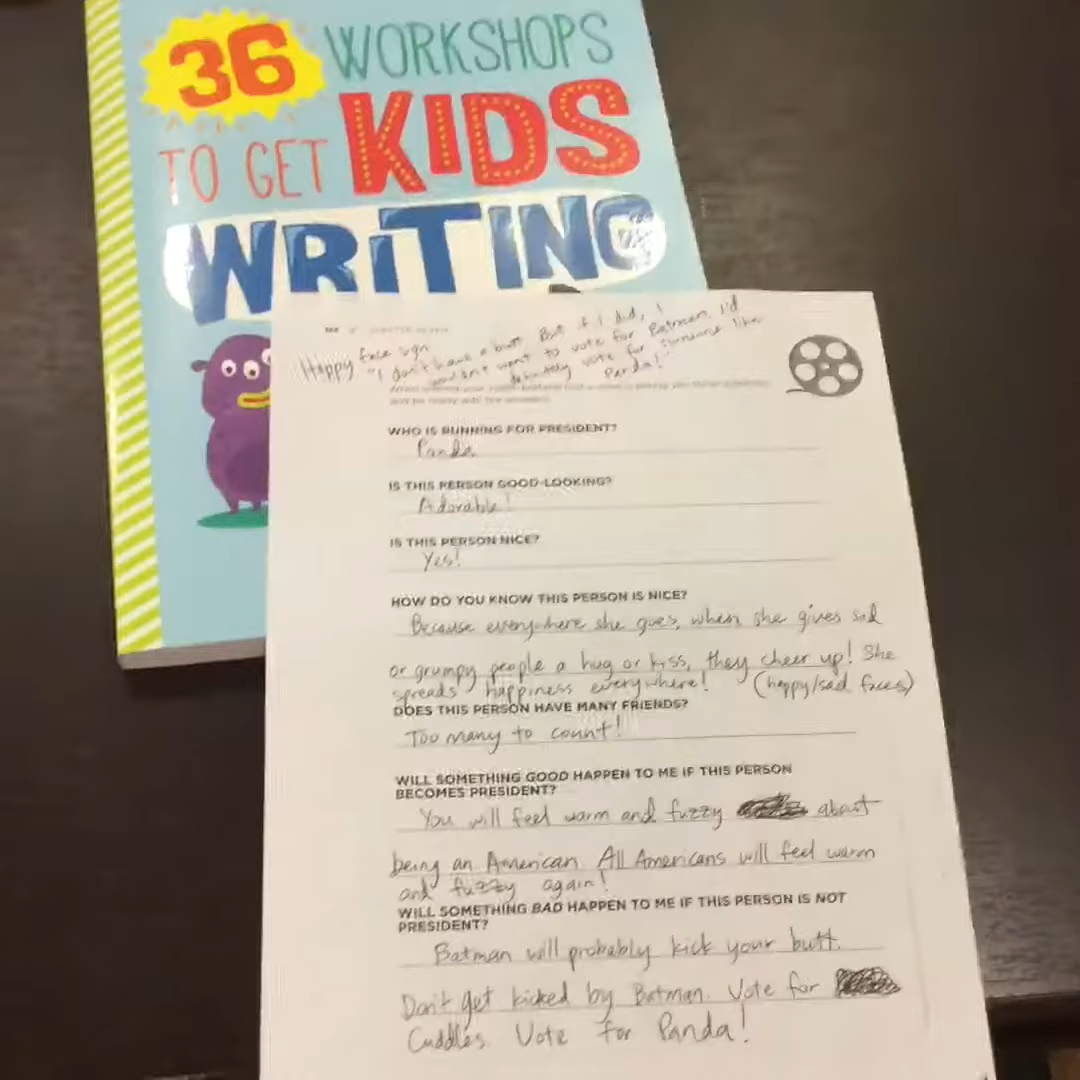 36 WORKSHOPS
TO GET KIDS
WRITING
Happy face sign
"I don't have a butt. But if I did, I
wouldn't want to vote for Batman. I'd
definitely vote for someone like
Panda!"
WHO IS RUNNING FOR PRESIDENT?
Panda
IS THIS PERSON GOOD-LOOKING?
Adorable!
IS THIS PERSON NICE?
Yes!
HOW DO YOU KNOW THIS PERSON IS NICE?
Because everywhere she goes, when she gives sad
or grumpy people a hug or kiss, they cheer up! She
spreads happiness everywhere! (happy/sad faces)
DOES THIS PERSON HAVE MANY FRIENDS?
Too many to count!
WILL SOMETHING GOOD HAPPEN TO ME IF THIS PERSON
BECOMES PRESIDENT?
You will feel warm and fuzzy about
being an American. All Americans will feel warm
and fuzzy again!
WILL SOMETHING BAD HAPPEN TO ME IF THIS PERSON IS NOT
PRESIDENT?
Batman will probably kick your butt.
Don't get kicked by Batman. Vote for
Cuddles. Vote for Panda!